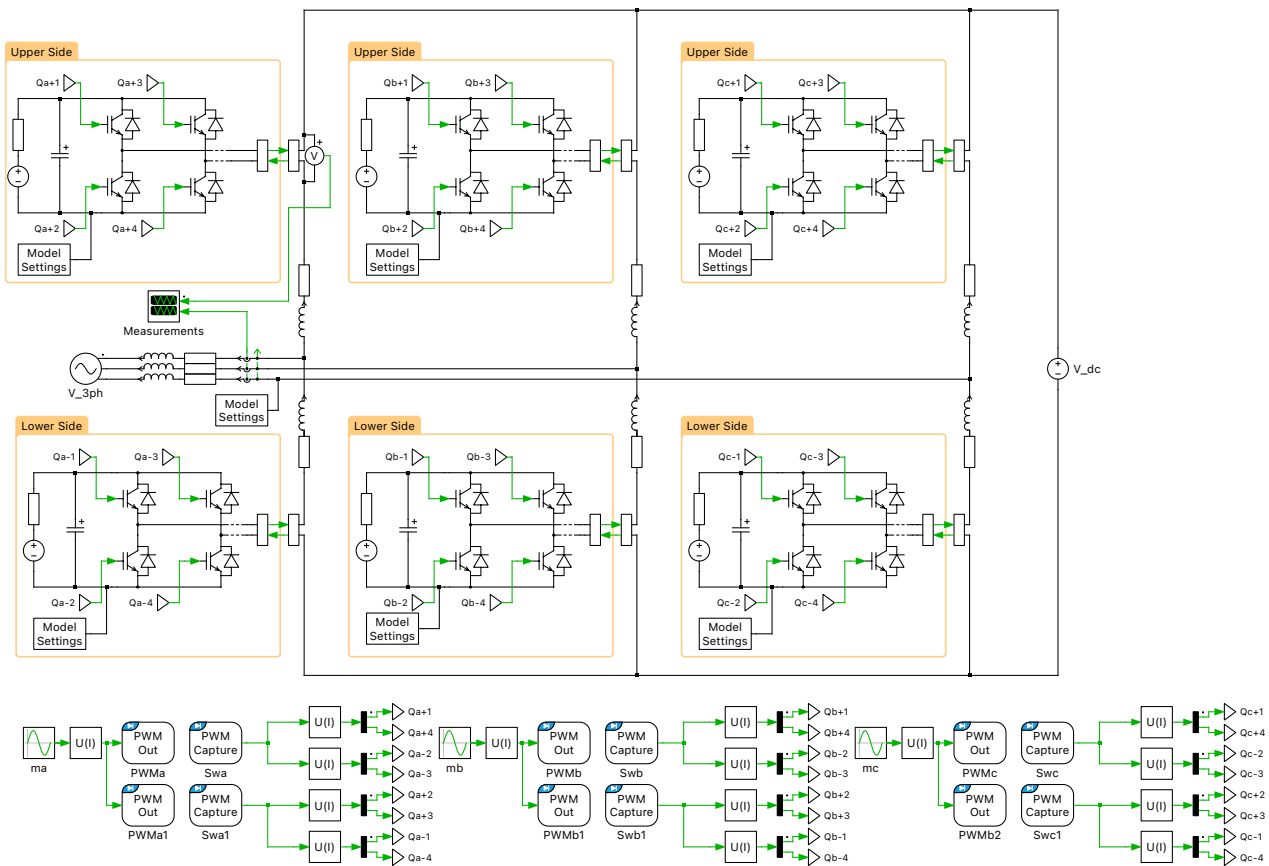 Upper Side
Upper Side
Upper Side
Qa+1
Qa+3
Qb+1
Qb+3
Qc+1
Qc+3
V
Qa+2
Qa+4
Qb+2
Qb+4
Qc+2
Qc+4
Model
Settings
Model
Settings
Model
Settings
Measurements
V_3ph
V_dc
Model
Settings
Lower Side
Lower Side
Lower Side
Qa-1
Qa-3
Qb-1
Qb-3
Qc-1
Qc-3
Qa-2
Qa-4
Qb-2
Qb-4
Qc-2
Qc-4
Model
Settings
Model
Settings
Model
Settings
ma
U(I)
PWM
Out
PWMa
PWM
Capture
Swa
U(I)
Qa+1
Qa+4
U(I)
Qa-2
Qa-3
PWM
Out
PWMa1
PWM
Capture
Swa1
U(I)
Qa+2
Qa+3
U(I)
Qa-1
Qa-4
mb
U(I)
PWM
Out
PWMb
PWM
Capture
Swb
U(I)
Qb+1
Qb+4
U(I)
Qb-2
Qb-3
PWM
Out
PWMb1
PWM
Capture
Swb1
U(I)
Qb+2
Qb+3
U(I)
Qb-1
Qb-4
mc
U(I)
PWM
Out
PWMc
PWM
Capture
Swc
U(I)
Qc+1
Qc+4
U(I)
Qc-2
Qc-3
PWM
Out
PWMb2
PWM
Capture
Swc1
U(I)
Qc+2
Qc+3
U(I)
Qc-1
Qc-4